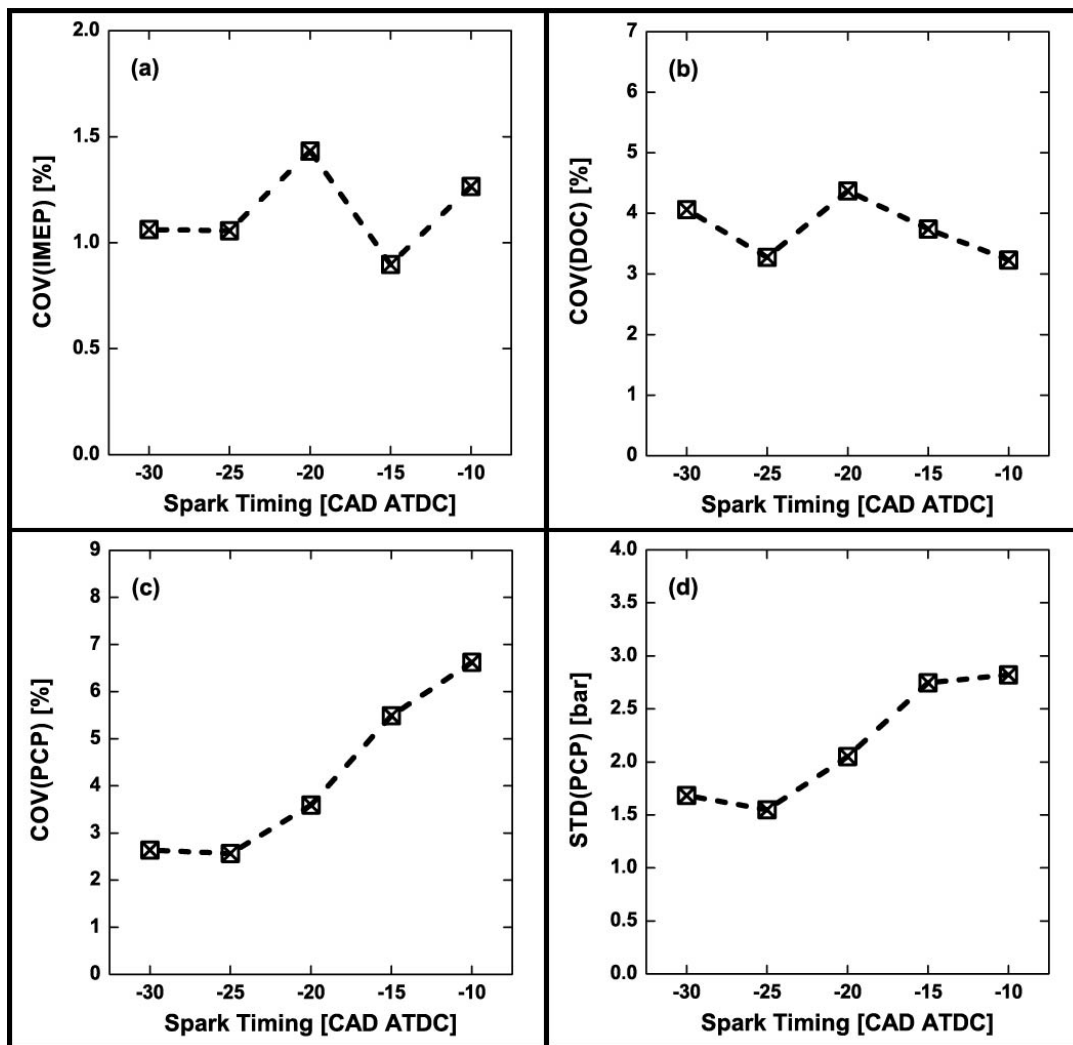 (a)
COV(IMEP) [%]
2.0
1.5
1.0
0.5
0.0
-30 -25 -20 -15 -10
Spark Timing [CAD ATDC]
(b)
COV(DOC) [%]
7
6
5
4
3
2
1
0
-30 -25 -20 -15 -10
Spark Timing [CAD ATDC]
(c)
COV(PCP) [%]
9
8
7
6
5
4
3
2
1
0
-30 -25 -20 -15 -10
Spark Timing [CAD ATDC]
(d)
STD(PCP) [bar]
4.0
3.5
3.0
2.5
2.0
1.5
1.0
0.5
0.0
-30 -25 -20 -15 -10
Spark Timing [CAD ATDC]